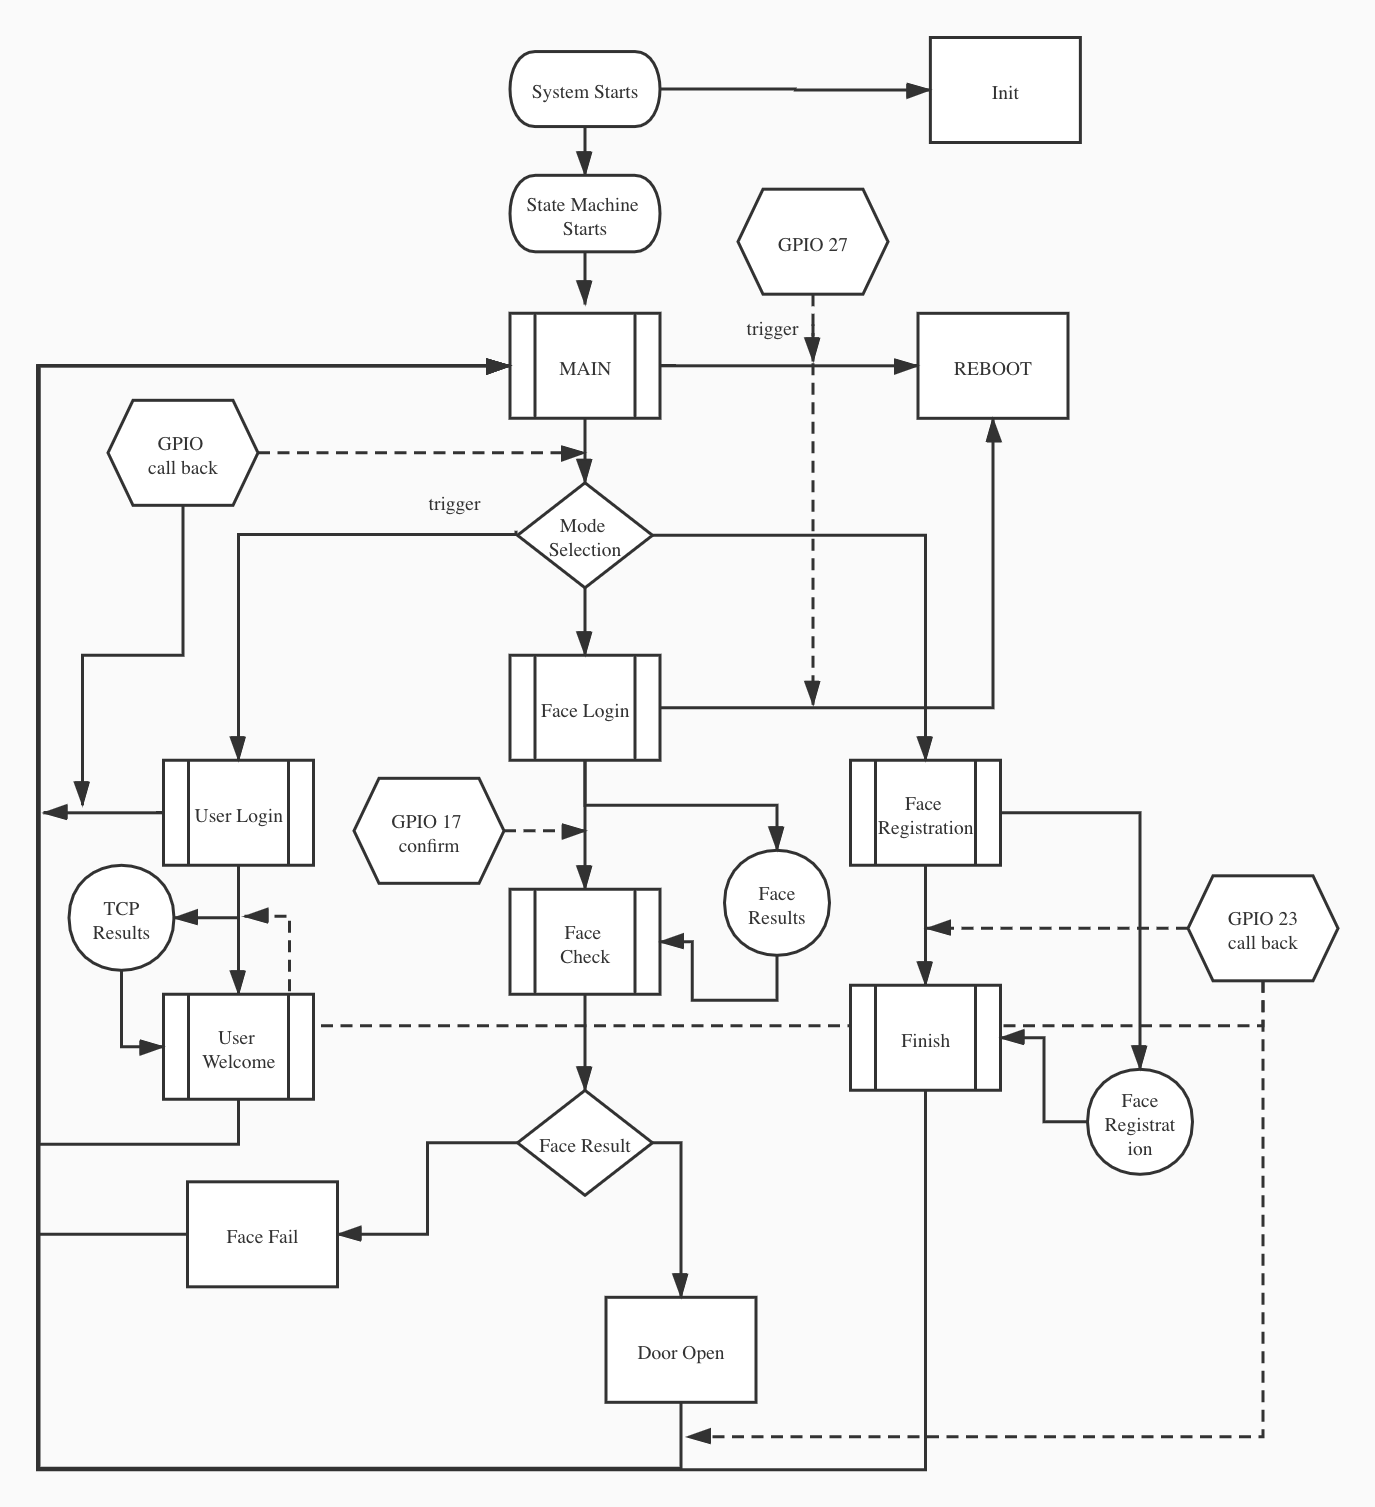 System Starts
Init
State Machine
Starts
GPIO 27
trigger
MAIN
REBOOT
GPIO
call back
trigger
Mode
Selection
Face Login
User Login
GPIO 17
confirm
Face
Registration
Face
Results
TCP
Results
Face
Check
GPIO 23
call back
User
Welcome
Finish
Face
Registrat
ion
Face Result
Face Fail
Door Open